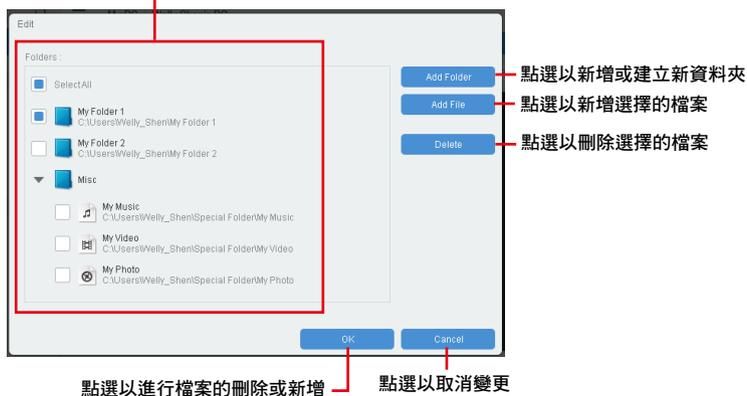 Edit
Folders :
SelectAll
My Folder 1
C:\Users\Welly_Shen\My Folder 1
My Folder 2
C:\Users\Welly_Shen\My Folder 2
Misc
My Music
C:\Users\Welly_Shen\Special Folder\My Music
My Video
C:\Users\Welly_Shen\Special Folder\My Video
My Photo
C:\Users\Welly_Shen\Special Folder\My Photo
Add Folder
點選以新增或建立新資料夾
Add File
點選以新增選擇的檔案
Delete
點選以刪除選擇的檔案
OK
Cancel
點選以進行檔案的刪除或新增
點選以取消變更